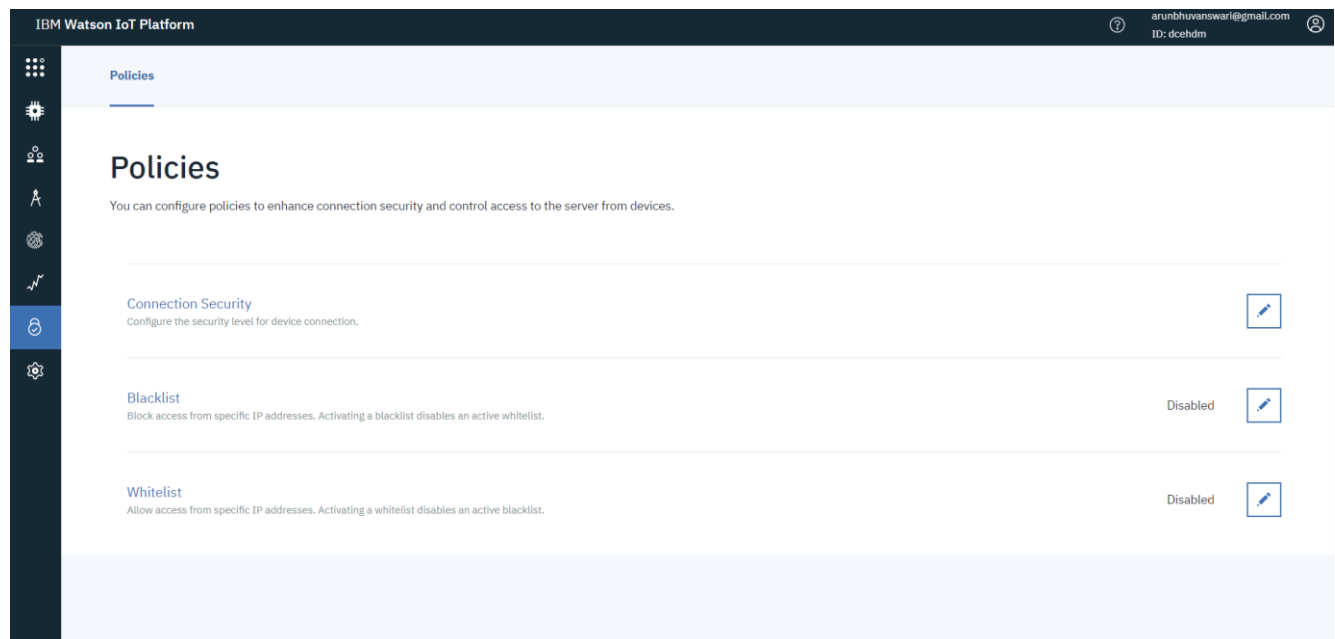 IBM Watson IoT Platform
arunbhuvanswari@gmail.com
ID: dcehdm
Policies
Policies
You can configure policies to enhance connection security and control access to the server from devices.
Connection Security
Configure the security level for device connection.
Blacklist
Block access from specific IP addresses. Activating a blacklist disables an active whitelist.
Disabled
Whitelist
Allow access from specific IP addresses. Activating a whitelist disables an active blacklist.
Disabled